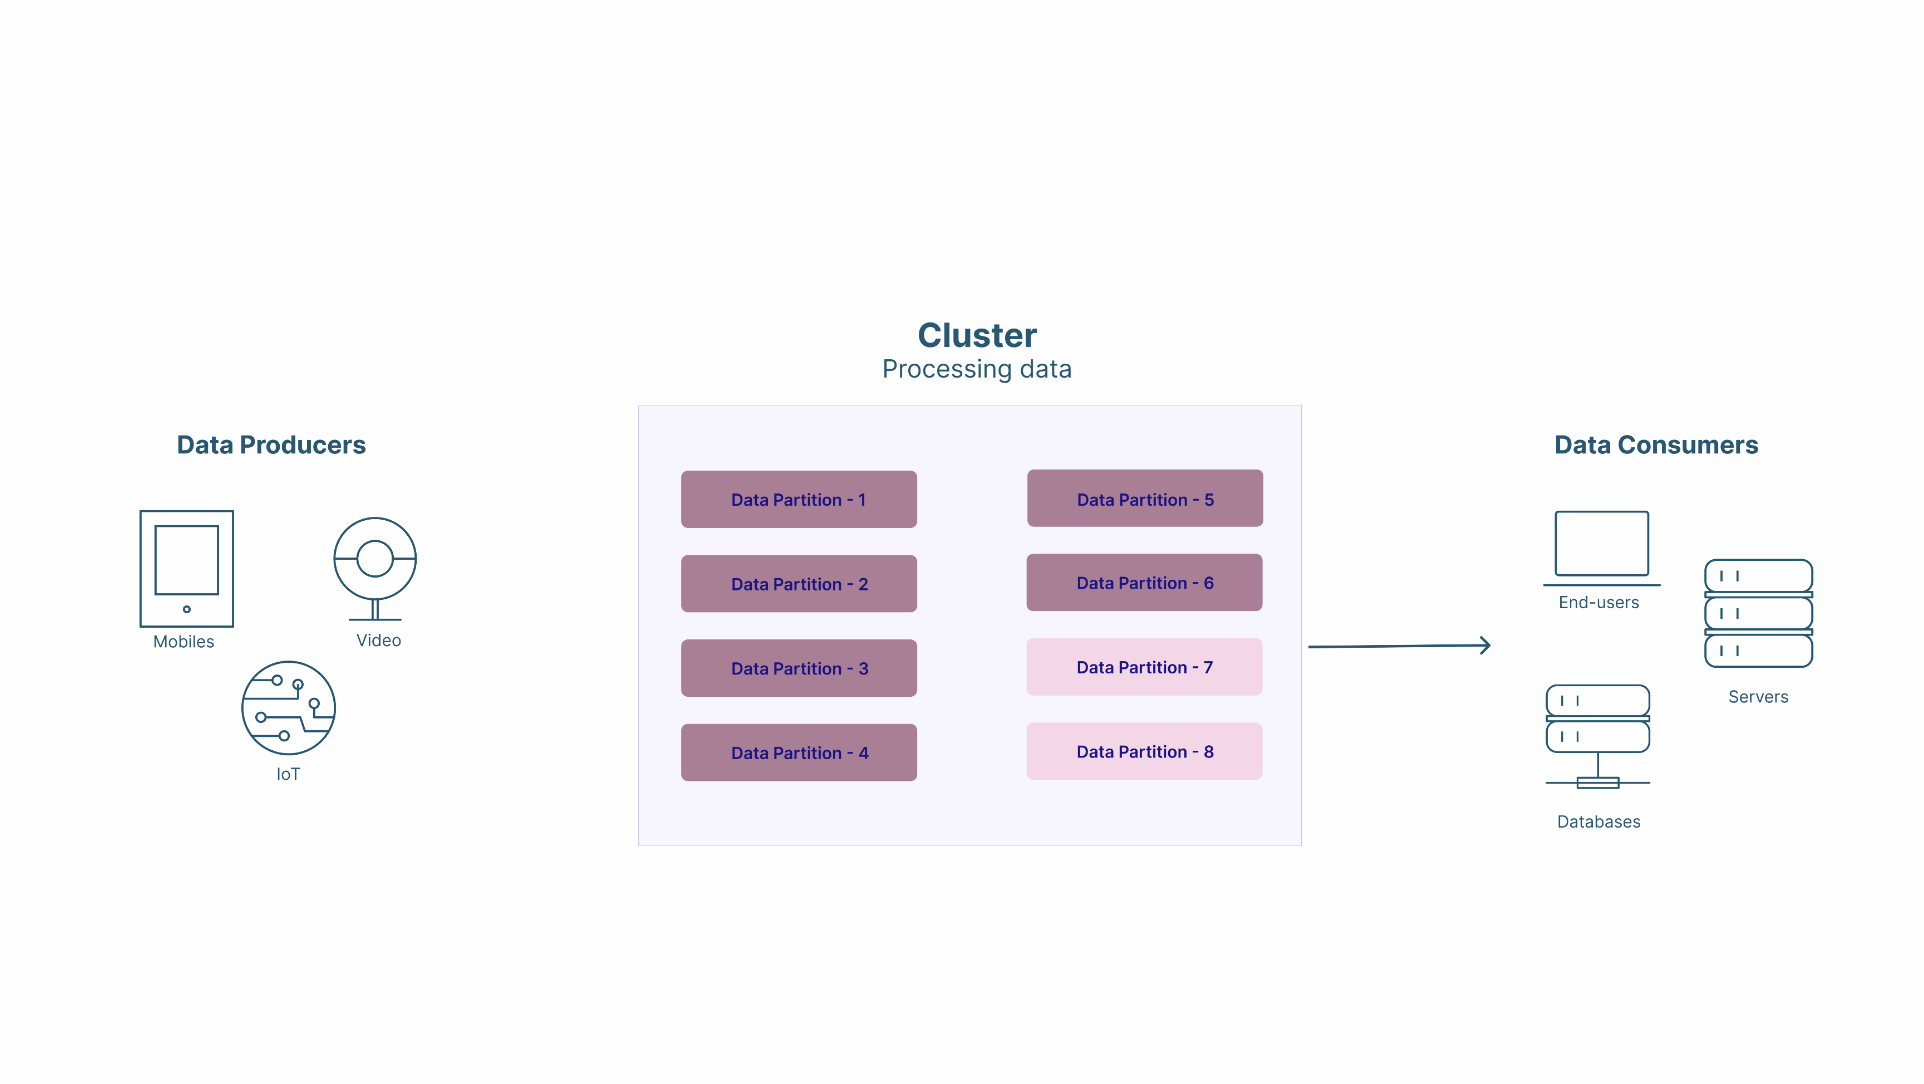 Cluster
Processing data
Data Producers
Mobiles
Video
IoT
Data Partition - 1
Data Partition - 2
Data Partition - 3
Data Partition - 4
Data Partition - 5
Data Partition - 6
Data Partition - 7
Data Partition - 8
Data Consumers
End-users
Servers
Databases